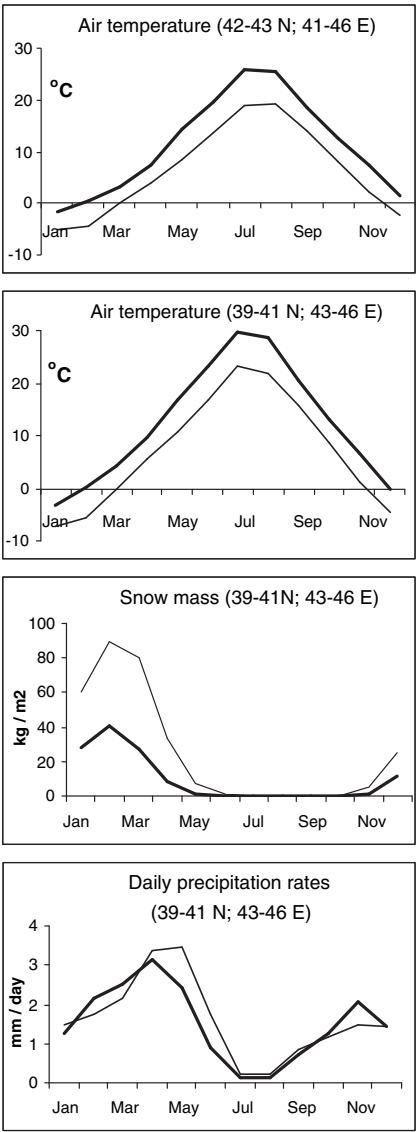 Air temperature (42-43 N; 41-46 E)
30
°C
20
10
0
Jan Mar May Jul Sep Nov
-10
Air temperature (39-41 N; 43-46 E)
30
°C
20
10
0
Jan Mar May Jul Sep Nov
-10
Snow mass (39-41N; 43-46 E)
100
80
60
40
20
0
kg / m2
Jan Mar May Jul Sep Nov
Daily precipitation rates
(39-41 N; 43-46 E)
4
3
2
1
0
mm / day
Jan Mar May Jul Sep Nov